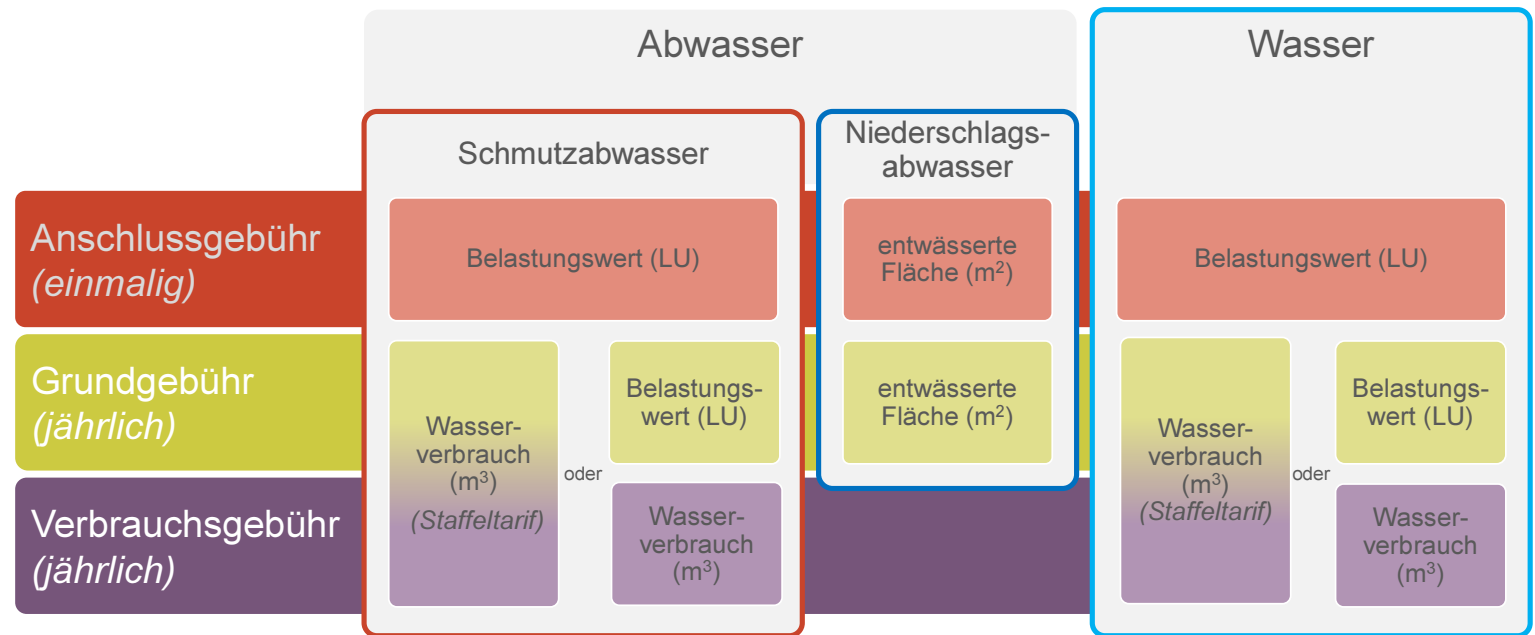 Abwasser
Wasser
Schmutzabwasser
Niederschlags-
abwasser
Anschlussgebühr
(einmalig)
Belastungswert (LU)
entwässerte
Fläche (m²)
Belastungswert (LU)
Grundgebühr
(jährlich)
Wasser-
verbrauch
(m³)
(Staffeltarif)
oder
Belastungs-
wert (LU)
entwässerte
Fläche (m²)
Wasser-
verbrauch
(m³)
(Staffeltarif)
oder
Belastungs-
wert (LU)
Verbrauchsgebühr
(jährlich)
Wasser-
verbrauch
(m³)
Wasser-
verbrauch
(m³)